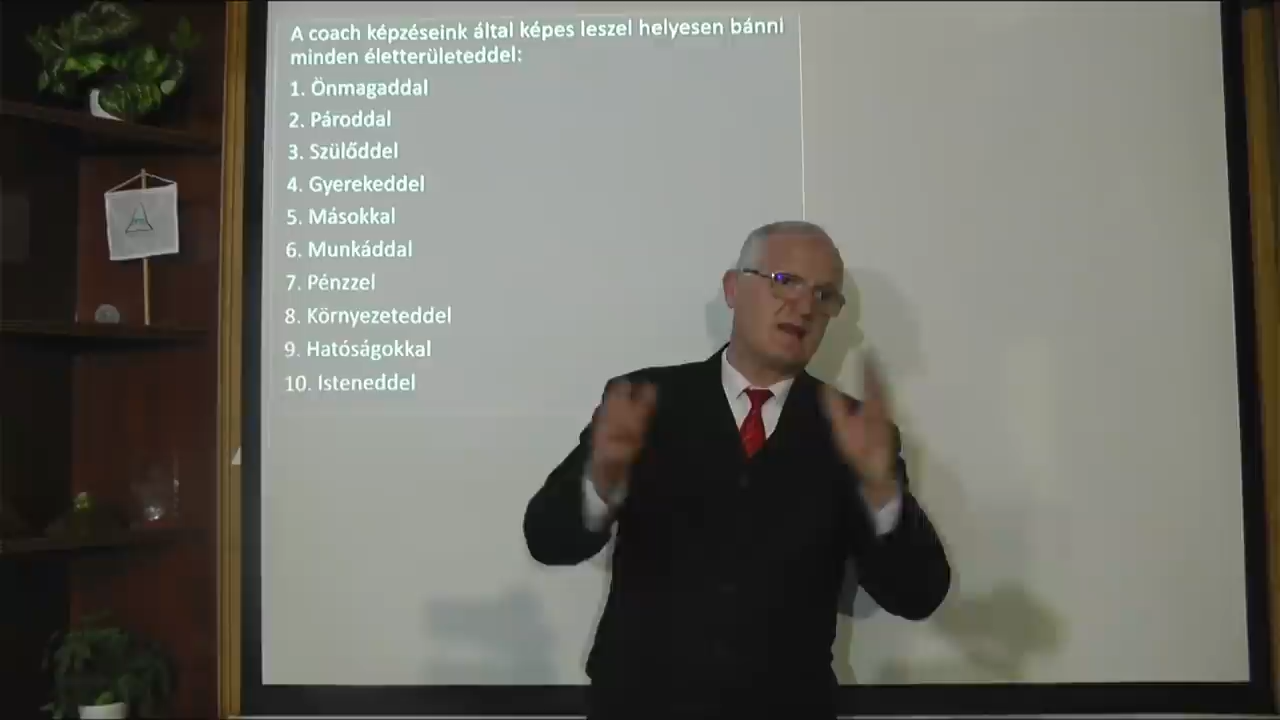 A coach képzéseink által képes leszel helyesen bánni
minden életterületeddel:
1. Önmagaddal
2. Pároddal
3. Szülőddel
4. Gyerekeddel
5. Másokkal
6. Munkáddal
7. Pénzzel
8. Környezeteddel
9. Hatóságokkal
10. Isteneddel